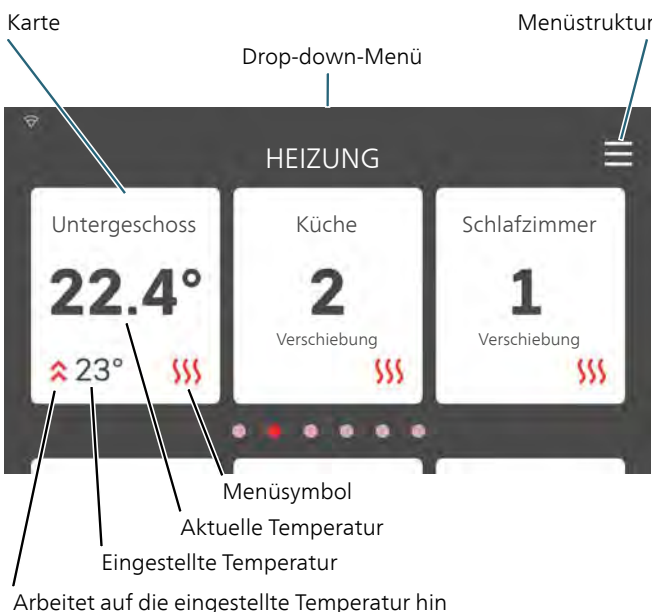 Karte
Menüstruktur
Drop-down-Menü
HEIZUNG
Untergeschoss
Küche
Schlafzimmer
22.4°
2
1
Verschiebung
Verschiebung
23°
Menüsymbol
Aktuelle Temperatur
Eingestellte Temperatur
Arbeitet auf die eingestellte Temperatur hin